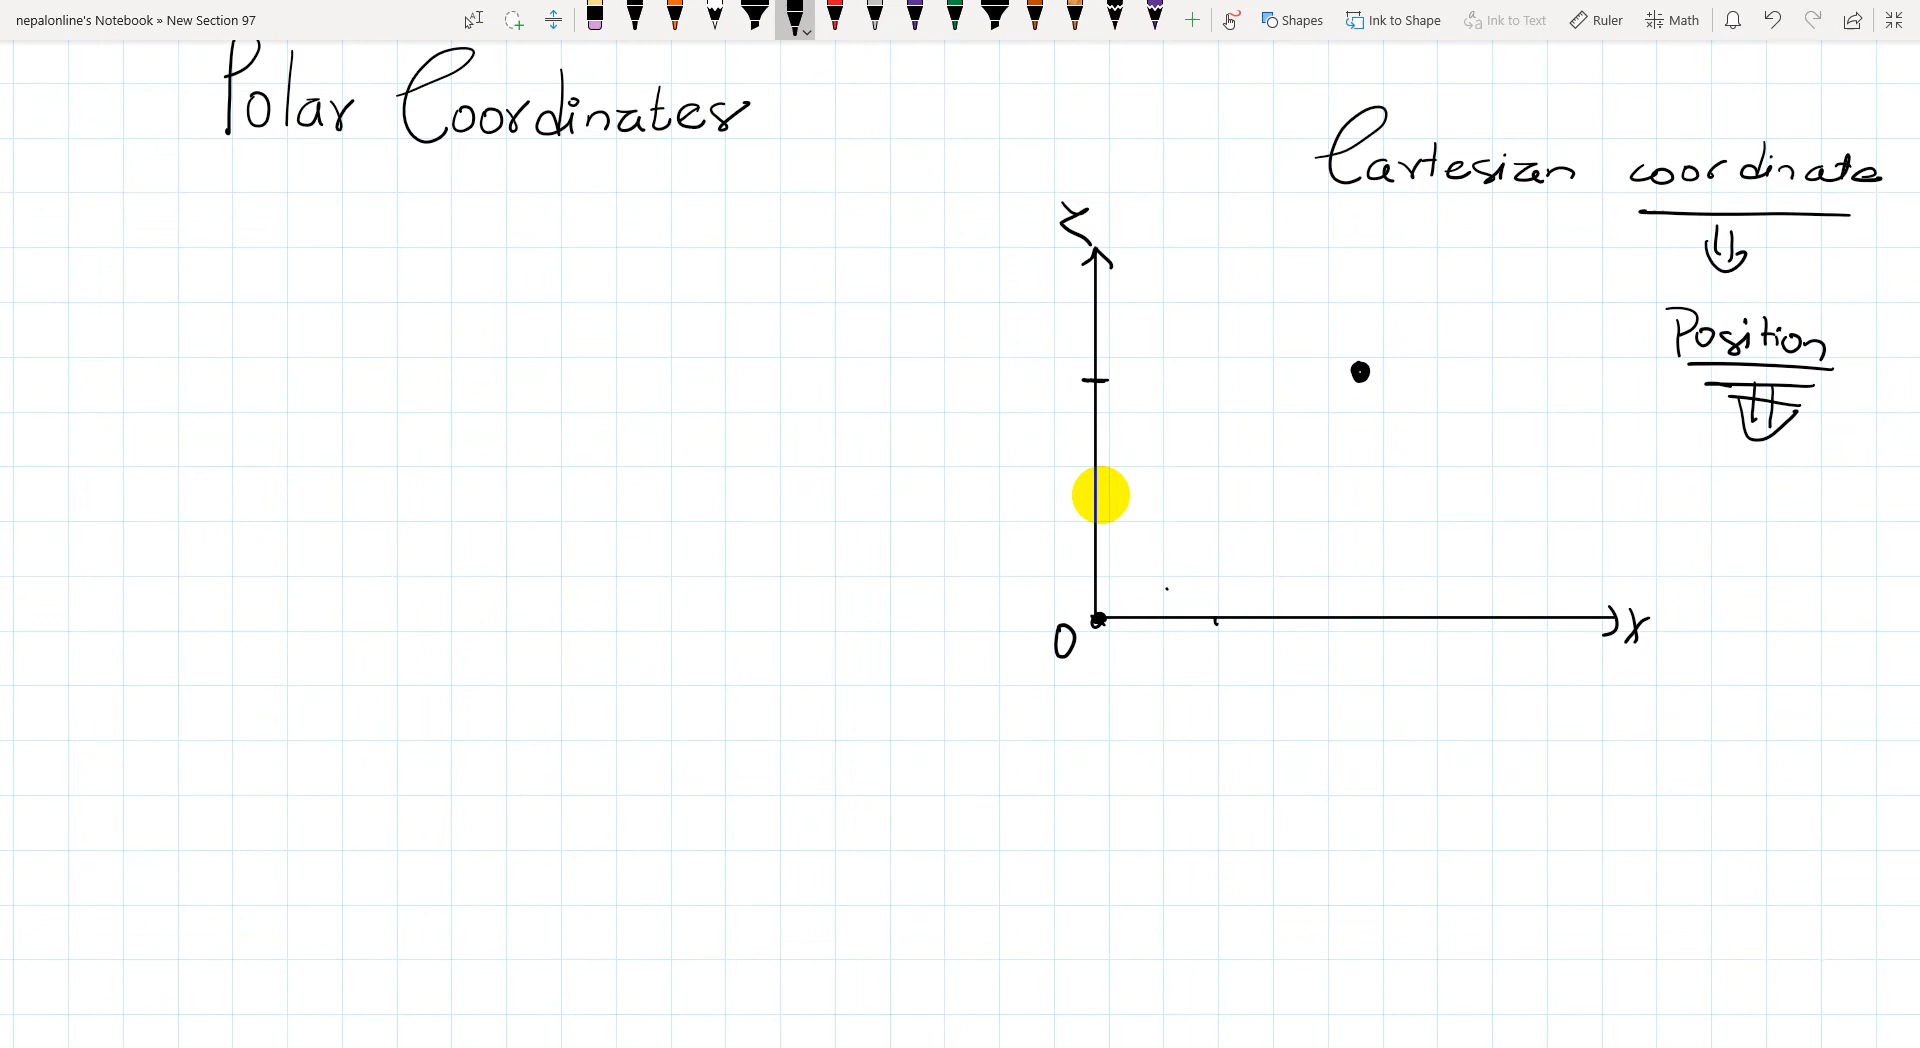 nepalonline's Notebook » New Section 97
Shapes Ink to Shape Ink to Text Ruler Math
Polar Coordinates
Cartesian coordinate
Y
Position
O
X